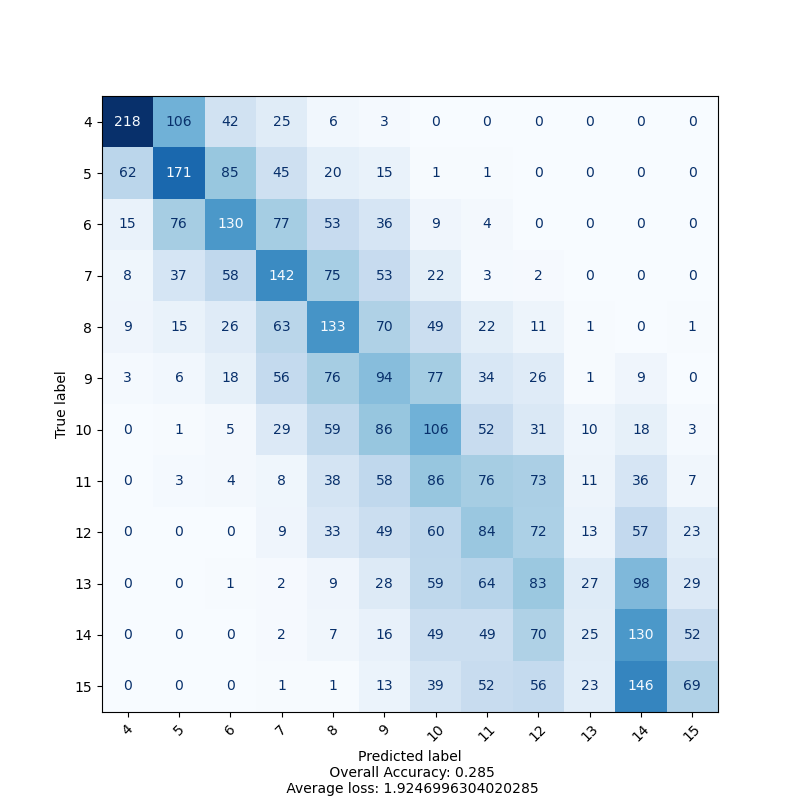 4 218 106 42 25 6 3 0 0 0 0 0 0
5 62 171 85 45 20 15 1 1 0 0 0 0
6 15 76 130 77 53 36 9 4 0 0 0 0
7 8 37 58 142 75 53 22 3 2 0 0 0
8 9 15 26 63 133 70 49 22 11 1 0 1
9 3 6 18 56 76 94 77 34 26 1 9 0
10 0 1 5 29 59 86 106 52 31 10 18 3
11 0 3 4 8 38 58 86 76 73 11 36 7
12 0 0 0 9 33 49 60 84 72 13 57 23
13 0 0 1 2 9 28 59 64 83 27 98 29
14 0 0 0 2 7 16 49 49 70 25 130 52
15 0 0 0 1 1 13 39 52 56 23 146 69
True label
4 5 6 7 8 9 10 11 12 13 14 15
Predicted label
Overall Accuracy: 0.285
Average loss: 1.9246996304020285